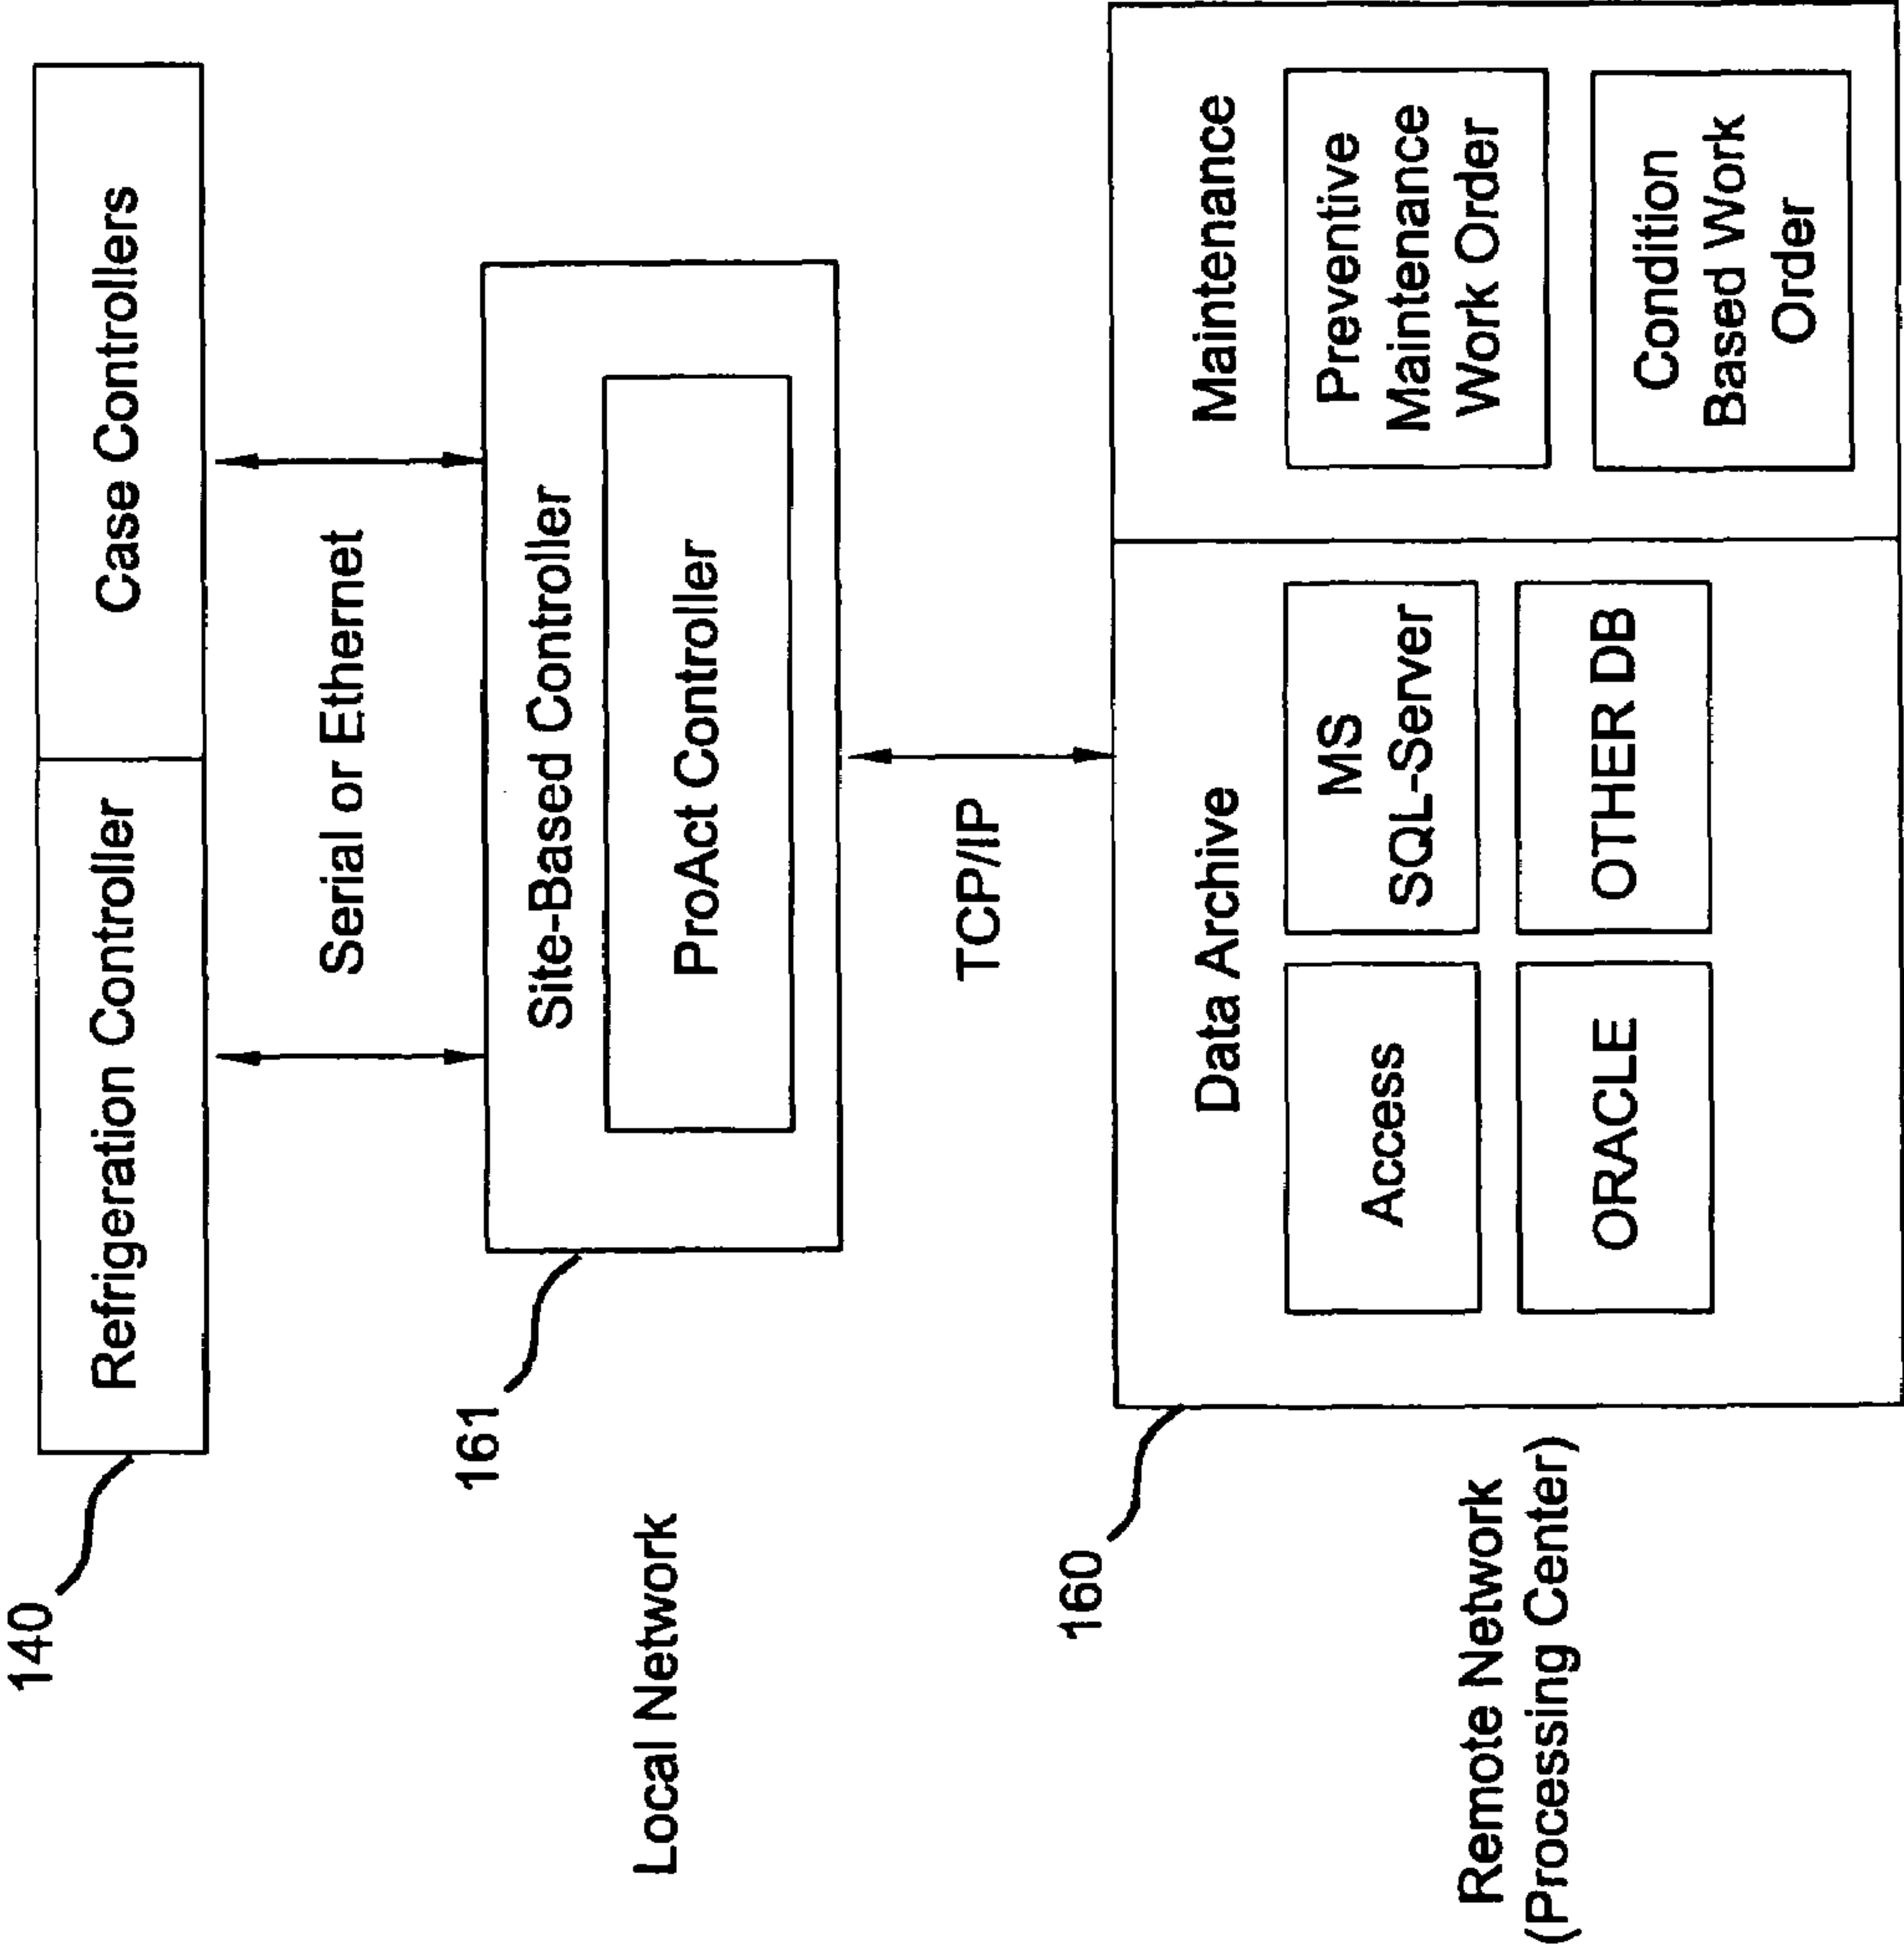 140
Refrigeration Controller
Case Controllers
Serial or Ethernet
161
Site-Based Controller
ProAct Controller
Local Network
TCP/IP
160
Data Archive
Access
MS
SQL-Server
ORACLE
OTHER DB
Maintenance
Preventive
Maintenance
Work Order
Condition
Based Work
Order
Remote Network
(Processing Center)